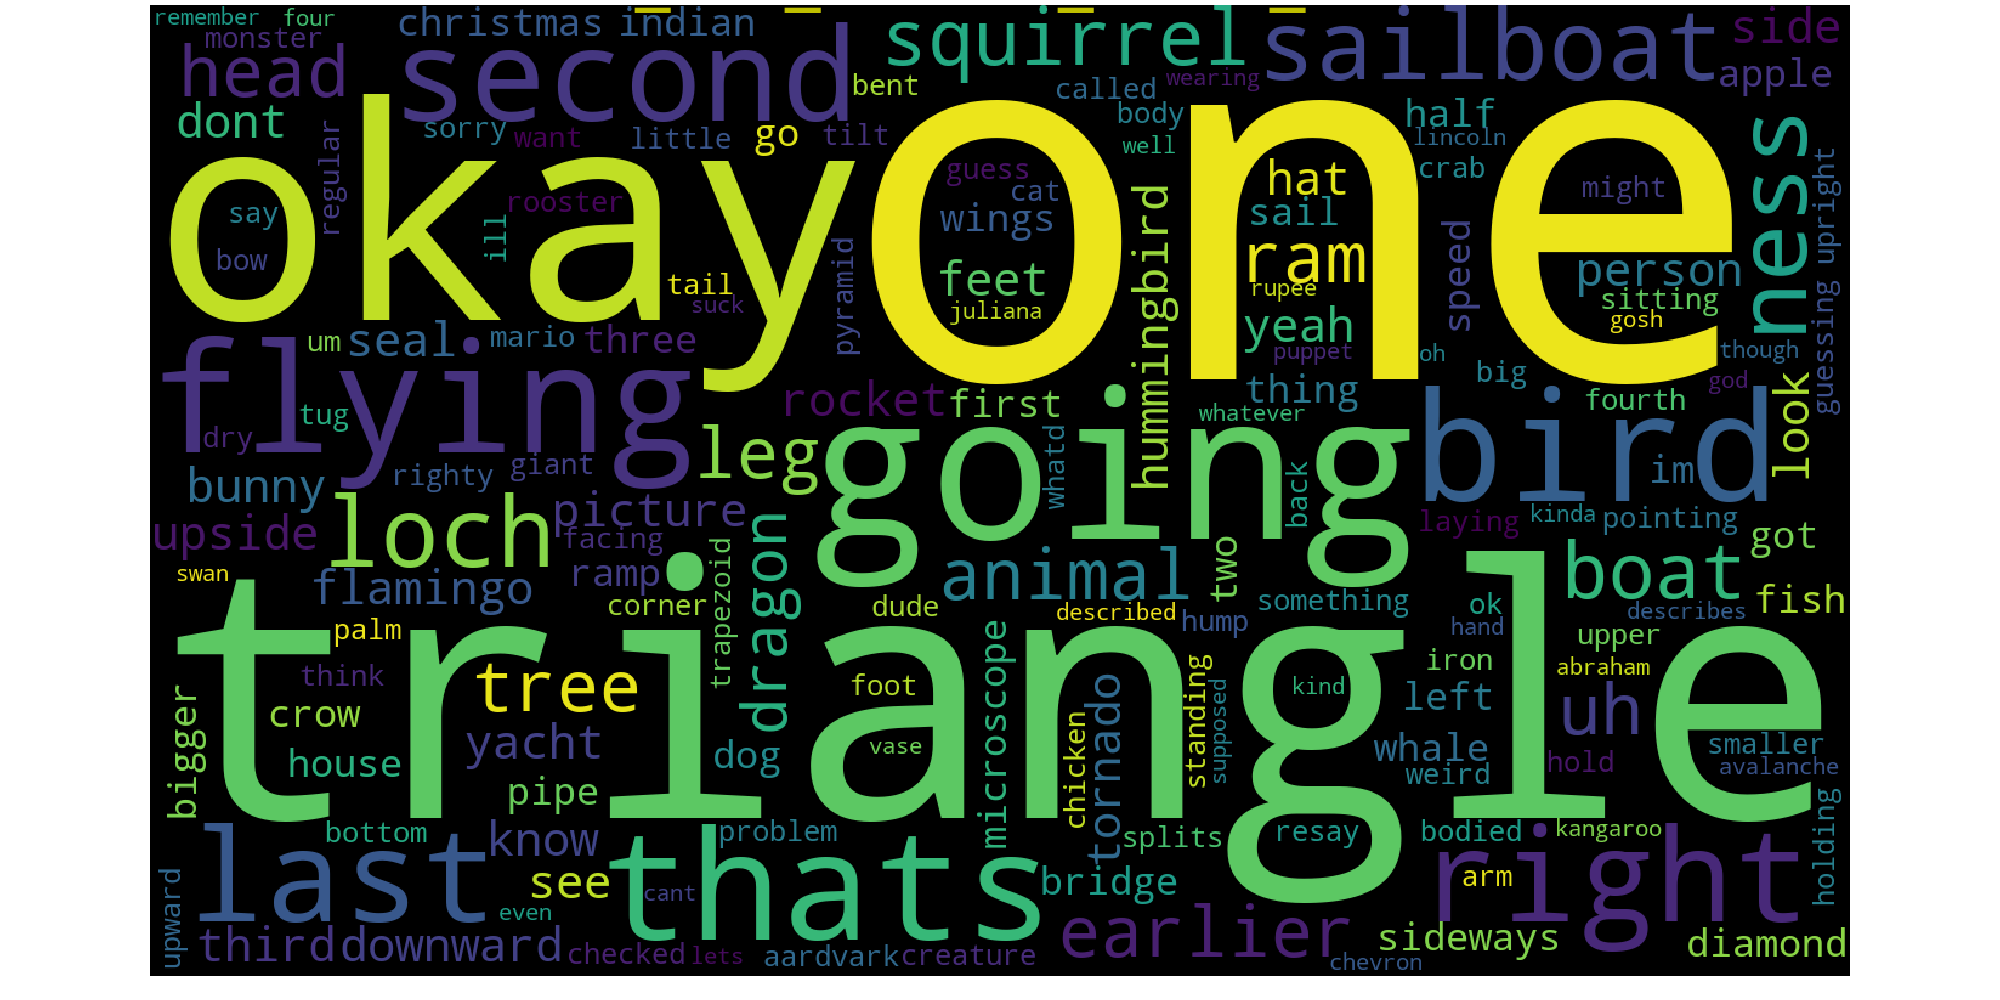 remember four christmas indian squirrel sailboat side
monster head second bent called wearing apple
dont sorry want little go tilt body half lincoln ness
regular okay one well crab
say rooster ill guess cat hat might
bow wings sail hummingbird speed person upright
tail pyramid feet ram rupee sitting
suck juliana yeah gosh
um seal mario three puppet oh though guessing
flying thing big god look
tug rocket first whatever fourth
dry leg going bird
righty giant whatd back im
bunny loch picture laying kinda pointing
upside facing dragon got
swan flamingo ramp trapezoid animal two boat
corner dude described something ok describes fish
palm triangle hump hand upper
think tree foot microscope standing kind iron abraham
bigger crow left uh
yacht vase chicken tornado supposed whale smaller
house dog weird hold avalanche
pipe
bottom know problem splits resay bodied kangaroo holding
last thats right
see cant bridge arm
upward even earlier
third downward checked lets aardvark creature sideways diamond
chevron